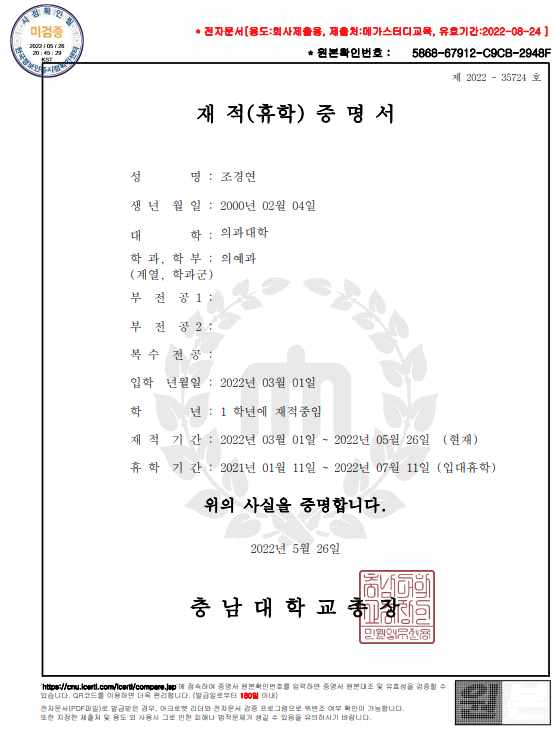 시점확인필
미검증
2022 / 05 / 26
20 : 45 : 29
KST
* 전자문서[용도:회사제출용, 제출처:메가스터디교육, 유효기간:2022-08-24 ]
* 원본확인번호 : 5868-67912-C9CB-2948F
제 2022 - 35724 호
재 적(휴학) 증 명 서
성 명 : 조경연
생 년 월 일 : 2000년 02월 04일
대 학 : 의과대학
학 과, 학 부 : 의예과
(계열, 학과군)
부 전 공 1 :
부 전 공 2 :
복 수 전 공 :
입학 년월일 : 2022년 03월 01일
학 년 : 1 학년에 재적중임
재 적 기 간 : 2022년 03월 01일 ~ 2022년 05월 26일 (현재)
휴 학 기 간 : 2021년 01월 11일 ~ 2022년 07월 11일 (입대휴학)
위의 사실을 증명합니다.
2022년 5월 26일
충 남 대 학 교 총 장
https://cnu.icerti.com/icerti/compare.jsp 에 접속하여 증명서 원본확인번호를 입력하면 증명서 원본대조 및 유효성을 검증할 수
있습니다. QR코드를 이용하면 더욱 편리합니다. (발급일로부터 180일 이내)
전자문서(PDF파일)로 발급받은 경우, 아크로벳 리더와 전자문서 검증 프로그램으로 위변조 여부 확인이 가능합니다.
또한 지정한 제출처 및 용도 외 사용시 그로 인한 피해나 법적문제가 생길 수 있음을 유의하시기 바랍니다.
원본